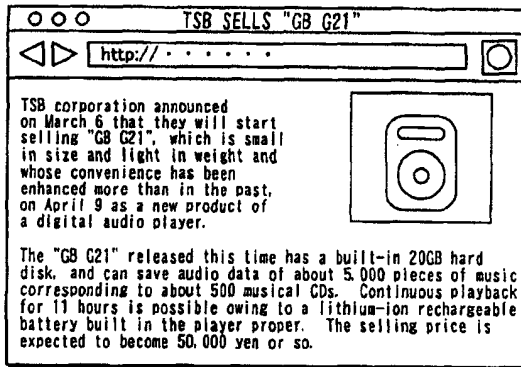 TSB SELLS "GB G21"
http:// · · · · · ·
TSB corporation announced
on March 6 that they will start
selling "GB G21", which is small
in size and light in weight and
whose convenience has been
enhanced more than in the past,
on April 9 as a new product of
a digital audio player.
The "GB G21" released this time has a built-in 20GB hard
disk, and can save audio data of about 5,000 pieces of music
corresponding to about 500 musical CDs. Continuous playback
for 11 hours is possible owing to a lithium-ion rechargeable
battery built in the player proper. The selling price is
expected to become 50,000 yen or so.